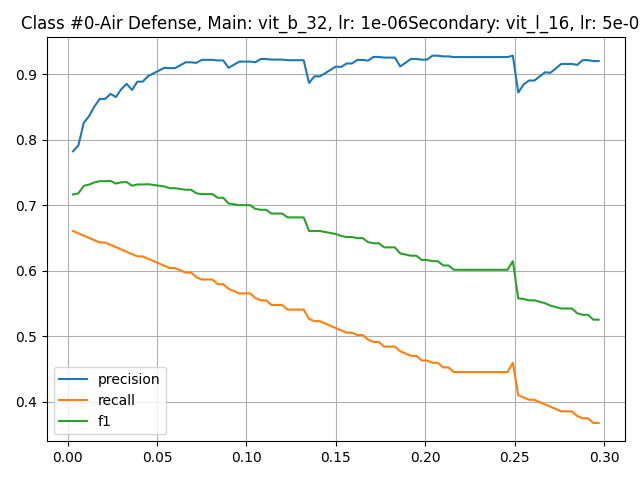 Class #0-Air Defense, Main: vit_b_32, lr: 1e-06Secondary: vit_l_16, lr: 5e-0
0.9
0.8
0.7
0.6
0.5
0.4
precision
recall
f1
0.00 0.05 0.10 0.15 0.20 0.25 0.30